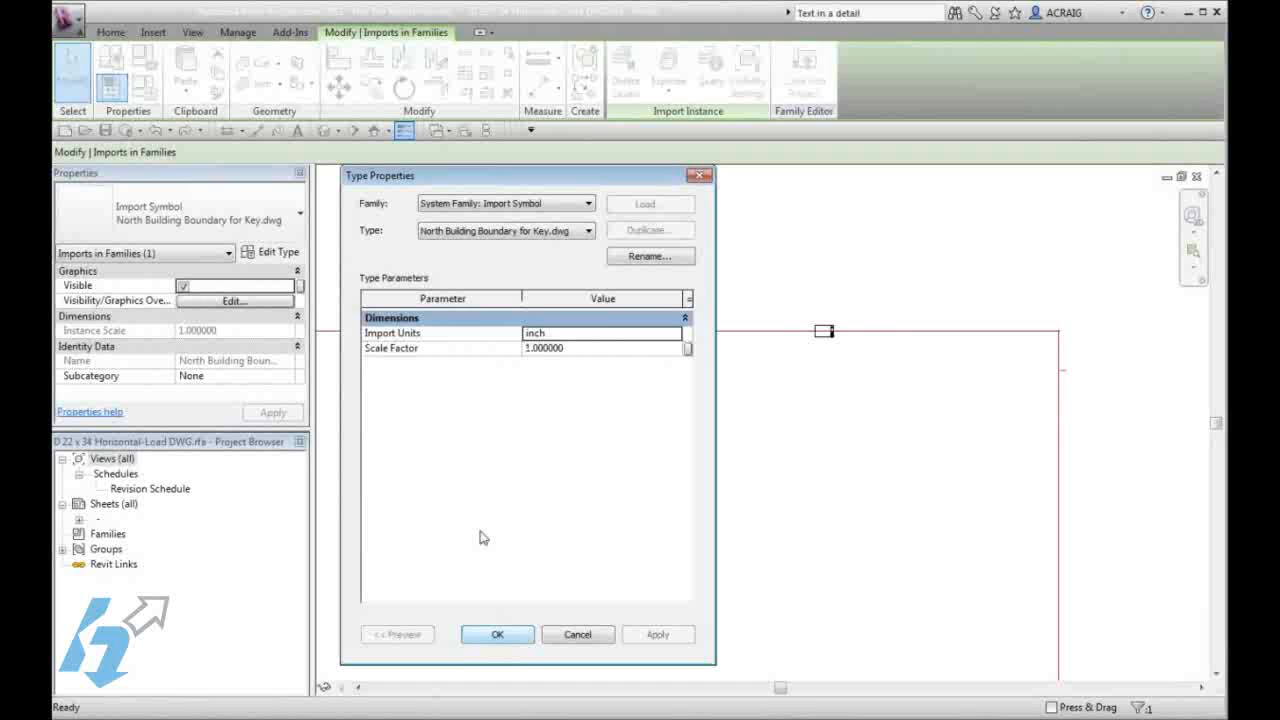 Text in a detail
ACRAIG
Home Insert View Manage Add-Ins Modify | Imports in Families
Modify
Paste
Select Properties Clipboard Geometry Modify Measure Create Import Instance Family Editor
Modify | Imports in Families
Properties
Import Symbol
North Building Boundary for Key.dwg
Imports in Families (1) Edit Type
Graphics
Visible
Visibility/Graphics Ove... Edit...
Dimensions
Instance Scale 1.000000
Identity Data
Name North Building Boun...
Subcategory None
Properties help Apply
D 22 x 34 Horizontal-Load DWG.rfa - Project Browser
Views (all)
Schedules
Revision Schedule
Sheets (all)
-
Families
Groups
Revit Links
Type Properties
Family: System Family: Import Symbol Load...
Type: North Building Boundary for Key.dwg Duplicate...
Rename...
Type Parameters
Parameter Value =
Dimensions
Import Units inch
Scale Factor 1.000000
<< Preview OK Cancel Apply
Ready
Press & Drag :1